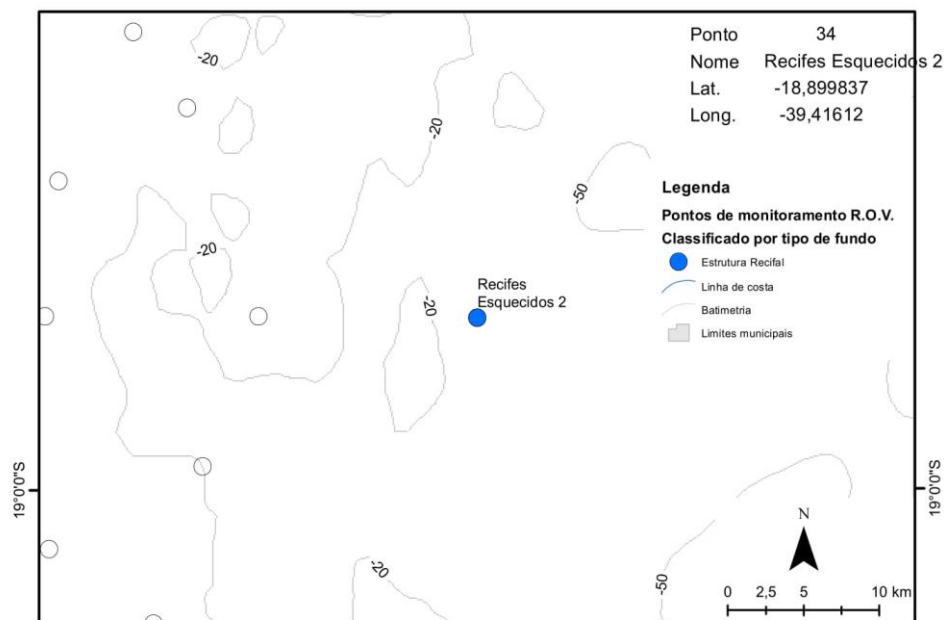 Ponto 34
Nome Recifes Esquecidos 2
Lat. -18,899837
Long. -39,41612
Legenda
Pontos de monitoramento R.O.V.
Classificado por tipo de fundo
Estrutura Recifal
Linha de costa
Batimetria
Limites municipais
-20
-20
-50
-20
-20
Recifes
Esquecidos 2
19°0'0"S
19°0'0"S
-20
-50
N
0 2,5 5 10 km